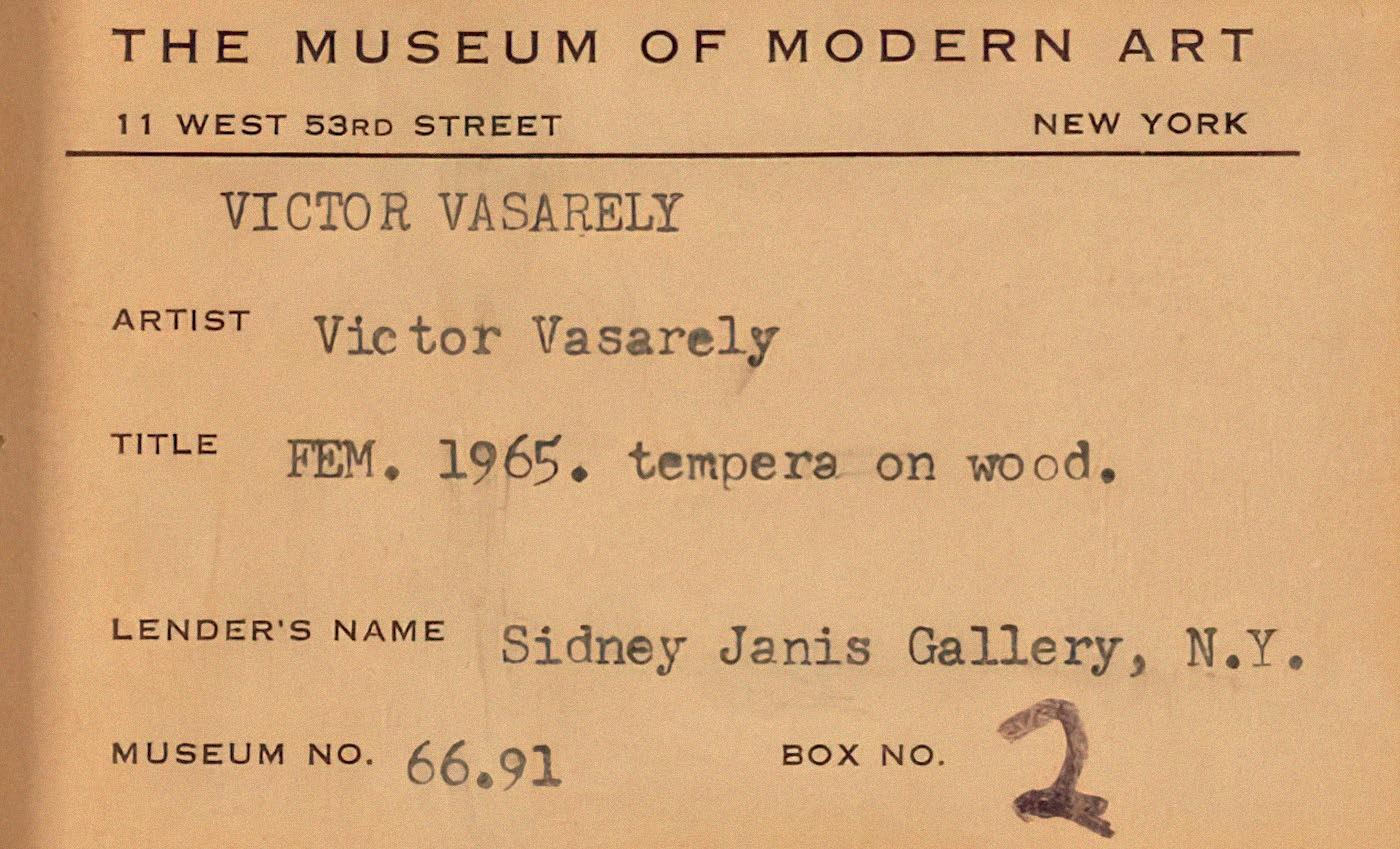 THE MUSEUM OF MODERN ART
11 WEST 53RD STREET NEW YORK
VICTOR VASARELY
ARTIST Victor Vasarely
TITLE FEM. 1965. tempera on wood.
LENDER'S NAME Sidney Janis Gallery, N.Y.
MUSEUM NO. 66.91 BOX NO. 2